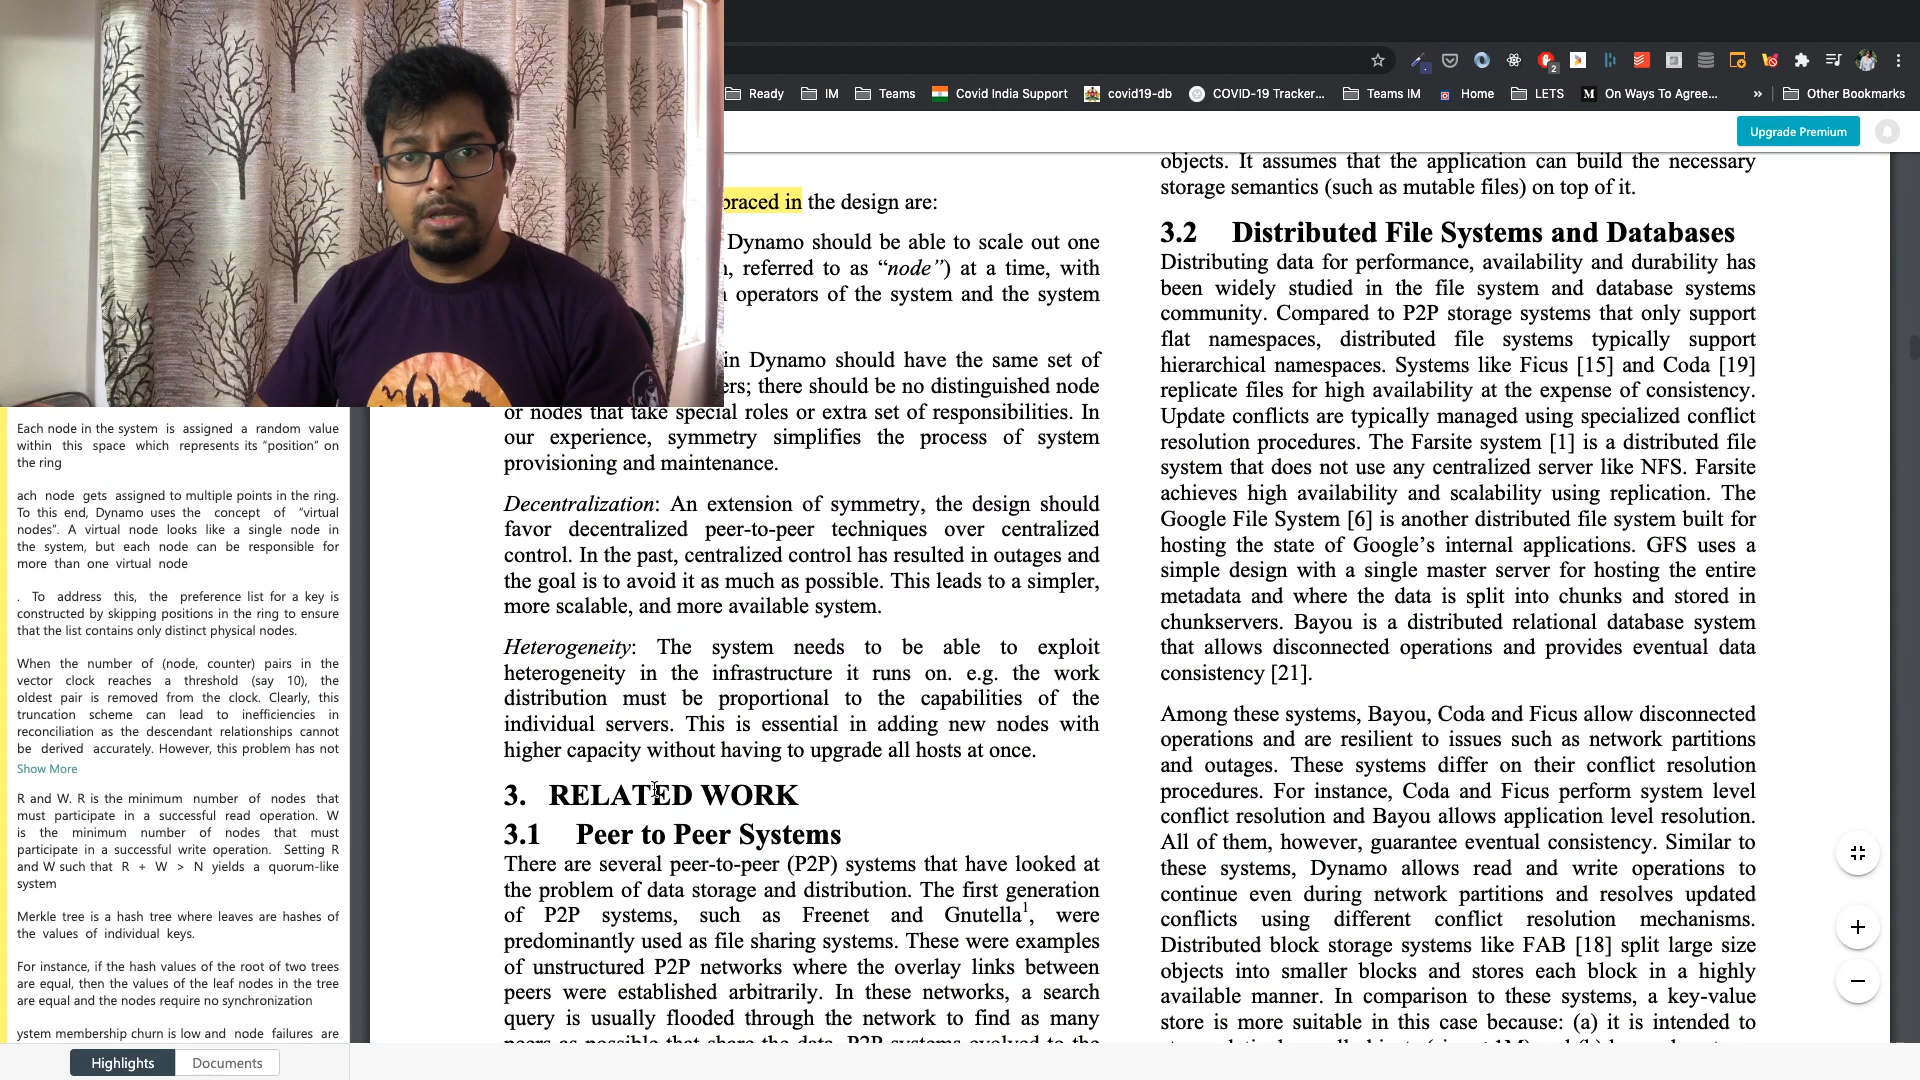 2
Ready
IM
Teams
Covid India Support
covid19-db
COVID-19 Tracker...
Teams IM
Home
LETS
On Ways To Agree...
»
Other Bookmarks
Upgrade Premium
Each node in the system is assigned a random value
within this space which represents its “position” on
the ring
ach node gets assigned to multiple points in the ring.
To this end, Dynamo uses the concept of “virtual
nodes”. A virtual node looks like a single node in
the system, but each node can be responsible for
more than one virtual node
. To address this, the preference list for a key is
constructed by skipping positions in the ring to ensure
that the list contains only distinct physical nodes.
When the number of (node, counter) pairs in the
vector clock reaches a threshold (say 10), the
oldest pair is removed from the clock. Clearly, this
truncation scheme can lead to inefficiencies in
reconciliation as the descendant relationships cannot
be derived accurately. However, this problem has not
Show More
R and W. R is the minimum number of nodes that
must participate in a successful read operation. W
is the minimum number of nodes that must
participate in a successful write operation. Setting R
and W such that R + W > N yields a quorum-like
system
Merkle tree is a hash tree where leaves are hashes of
the values of individual keys.
For instance, if the hash values of the root of two trees
are equal, then the values of the leaf nodes in the tree
are equal and the nodes require no synchronization
ystem membership churn is low and node failures are
Highlights
Documents
braced in the design are:
Dynamo should be able to scale out one
, referred to as “node”) at a time, with
operators of the system and the system
in Dynamo should have the same set of
ers; there should be no distinguished node
or nodes that take special roles or extra set of responsibilities. In
our experience, symmetry simplifies the process of system
provisioning and maintenance.
Decentralization: An extension of symmetry, the design should
favor decentralized peer-to-peer techniques over centralized
control. In the past, centralized control has resulted in outages and
the goal is to avoid it as much as possible. This leads to a simpler,
more scalable, and more available system.
Heterogeneity: The system needs to be able to exploit
heterogeneity in the infrastructure it runs on. e.g. the work
distribution must be proportional to the capabilities of the
individual servers. This is essential in adding new nodes with
higher capacity without having to upgrade all hosts at once.
3. RELATED WORK
3.1 Peer to Peer Systems
There are several peer-to-peer (P2P) systems that have looked at
the problem of data storage and distribution. The first generation
of P2P systems, such as Freenet and Gnutella1, were
predominantly used as file sharing systems. These were examples
of unstructured P2P networks where the overlay links between
peers were established arbitrarily. In these networks, a search
query is usually flooded through the network to find as many
peers as possible that share the data. P2P systems evolved to the
objects. It assumes that the application can build the necessary
storage semantics (such as mutable files) on top of it.
3.2 Distributed File Systems and Databases
Distributing data for performance, availability and durability has
been widely studied in the file system and database systems
community. Compared to P2P storage systems that only support
flat namespaces, distributed file systems typically support
hierarchical namespaces. Systems like Ficus [15] and Coda [19]
replicate files for high availability at the expense of consistency.
Update conflicts are typically managed using specialized conflict
resolution procedures. The Farsite system [1] is a distributed file
system that does not use any centralized server like NFS. Farsite
achieves high availability and scalability using replication. The
Google File System [6] is another distributed file system built for
hosting the state of Google’s internal applications. GFS uses a
simple design with a single master server for hosting the entire
metadata and where the data is split into chunks and stored in
chunkservers. Bayou is a distributed relational database system
that allows disconnected operations and provides eventual data
consistency [21].
Among these systems, Bayou, Coda and Ficus allow disconnected
operations and are resilient to issues such as network partitions
and outages. These systems differ on their conflict resolution
procedures. For instance, Coda and Ficus perform system level
conflict resolution and Bayou allows application level resolution.
All of them, however, guarantee eventual consistency. Similar to
these systems, Dynamo allows read and write operations to
continue even during network partitions and resolves updated
conflicts using different conflict resolution mechanisms.
Distributed block storage systems like FAB [18] split large size
objects into smaller blocks and stores each block in a highly
available manner. In comparison to these systems, a key-value
store is more suitable in this case because: (a) it is intended to